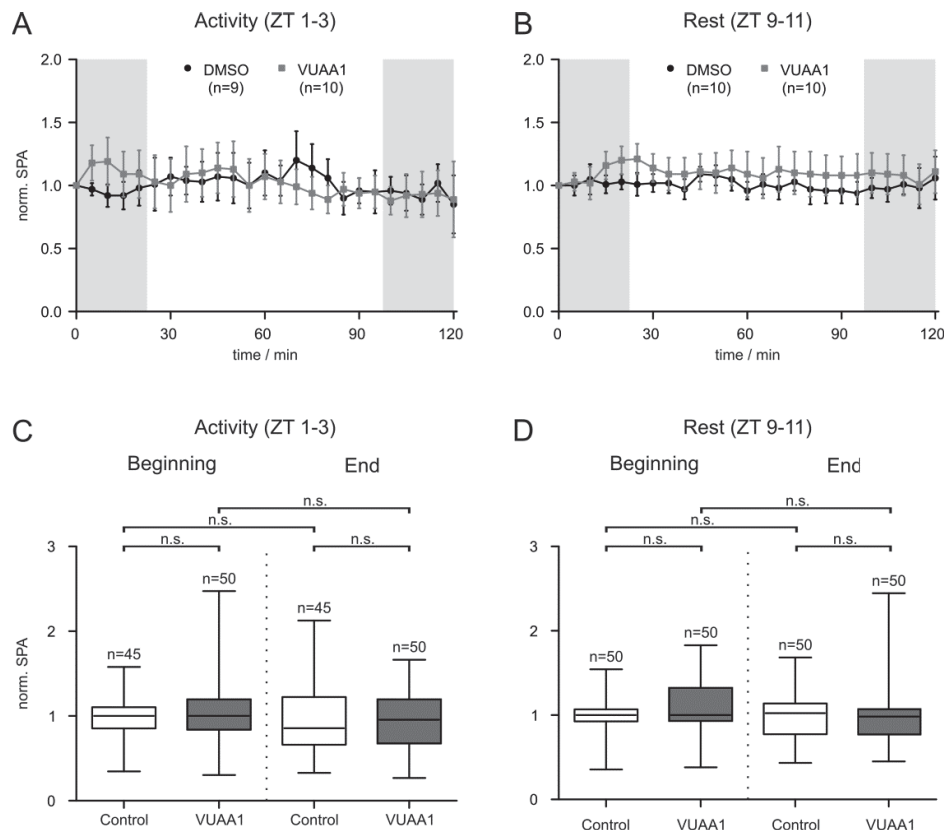 A
Activity (ZT 1-3)
2.0
1.5
1.0
0.5
0.0
norm. SPA
DMSO
(n=9)
VUAA1
(n=10)
0
30
60
90
120
time / min
B
Rest (ZT 9-11)
2.0
1.5
1.0
0.5
0.0
DMSO
(n=10)
VUAA1
(n=10)
0
30
60
90
120
time / min
C
Activity (ZT 1-3)
Beginning
End
n.s.
n.s.
n.s.
n.s.
3
2
1
0
norm. SPA
n=45
n=50
n=45
n=50
Control
VUAA1
Control
VUAA1
D
Rest (ZT 9-11)
Beginning
End
n.s.
n.s.
n.s.
n.s.
3
2
1
0
n=50
n=50
n=50
n=50
Control
VUAA1
Control
VUAA1